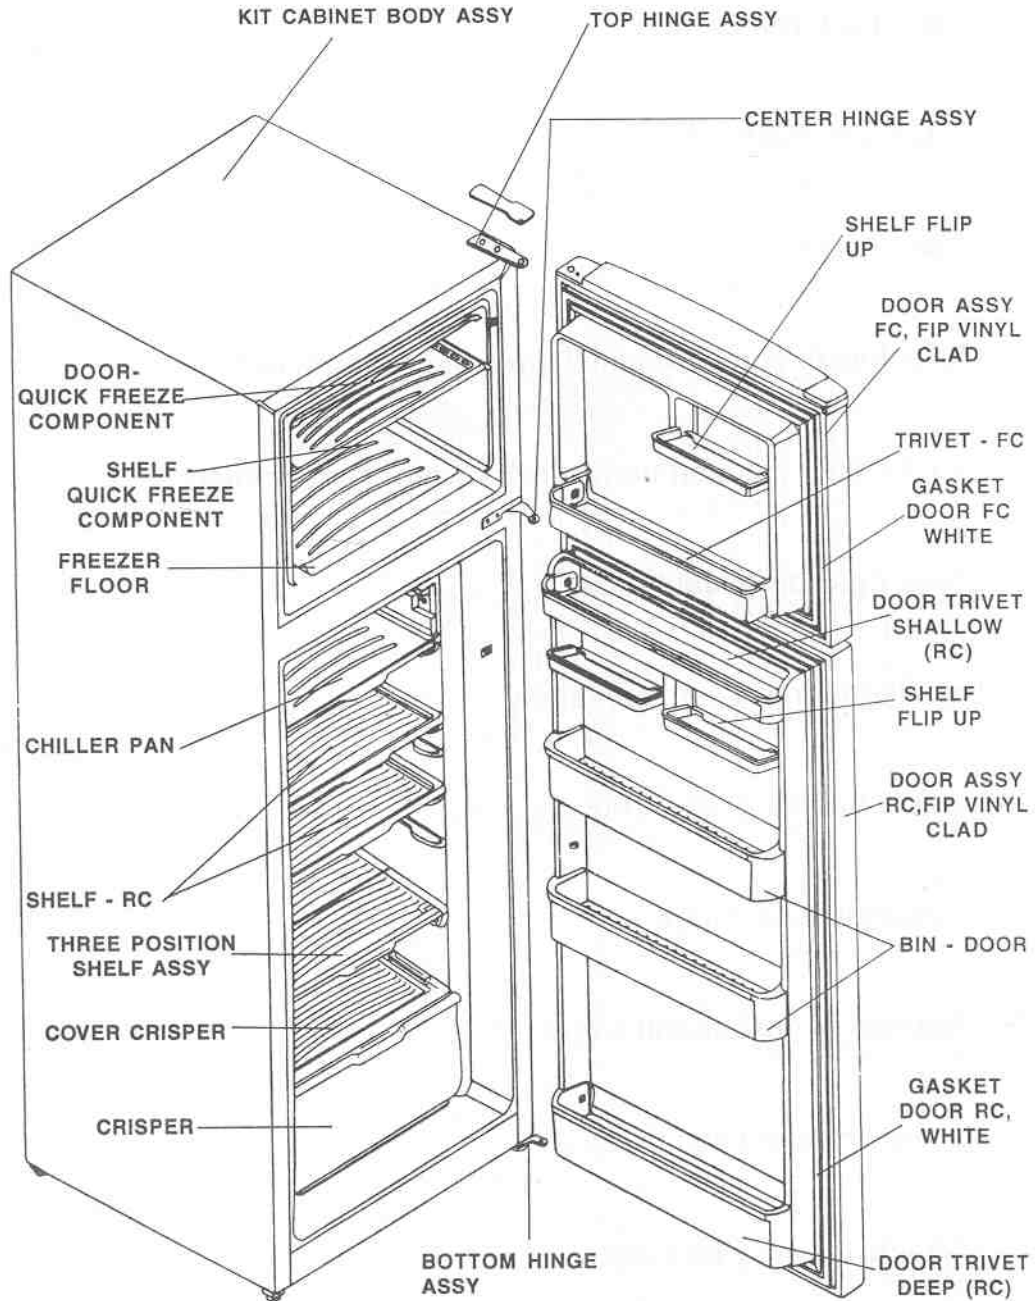 KIT CABINET BODY ASSY
TOP HINGE ASSY
CENTER HINGE ASSY
SHELF FLIP
UP
DOOR ASSY
FC, FIP VINYL
CLAD
DOOR-
QUICK FREEZE
COMPONENT
TRIVET - FC
SHELF -
QUICK FREEZE
COMPONENT
GASKET
DOOR FC
WHITE
FREEZER
FLOOR
DOOR TRIVET
SHALLOW
(RC)
SHELF
FLIP UP
CHILLER PAN
DOOR ASSY
RC,FIP VINYL
CLAD
SHELF - RC
THREE POSITION
SHELF ASSY
BIN - DOOR
COVER CRISPER
GASKET
DOOR RC,
WHITE
CRISPER
BOTTOM HINGE
ASSY
DOOR TRIVET
DEEP (RC)